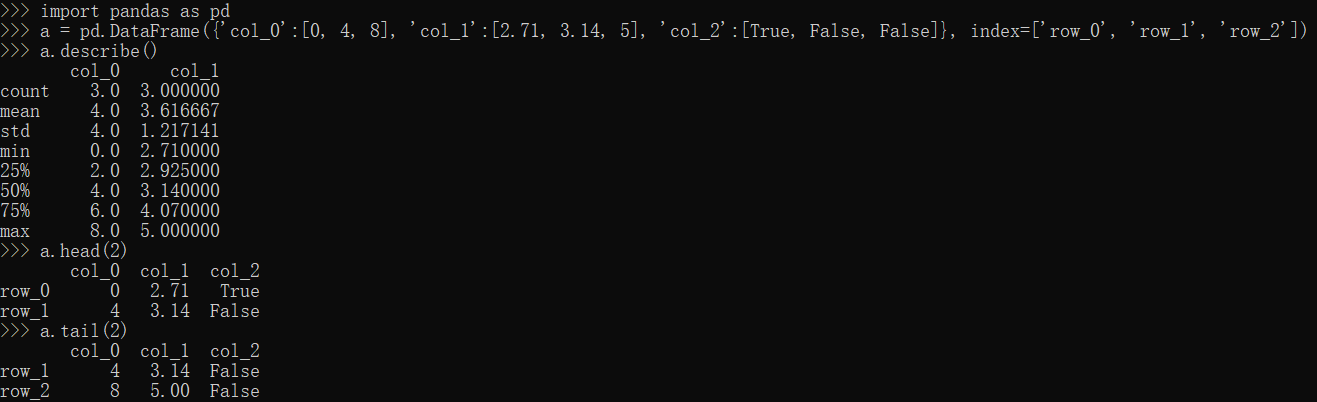 >>> import pandas as pd
>>> a = pd.DataFrame({'col_0':[0, 4, 8], 'col_1':[2.71, 3.14, 5], 'col_2':[True, False, False]}, index=['row_0', 'row_1', 'row_2'])
>>> a.describe()
       col_0     col_1
count    3.0  3.000000
mean     4.0  3.616667
std      4.0  1.217141
min      0.0  2.710000
25%      2.0  2.925000
50%      4.0  3.140000
75%      6.0  4.070000
max      8.0  5.000000
>>> a.head(2)
       col_0  col_1  col_2
row_0      0   2.71   True
row_1      4   3.14  False
>>> a.tail(2)
       col_0  col_1  col_2
row_1      4   3.14  False
row_2      8   5.00  False